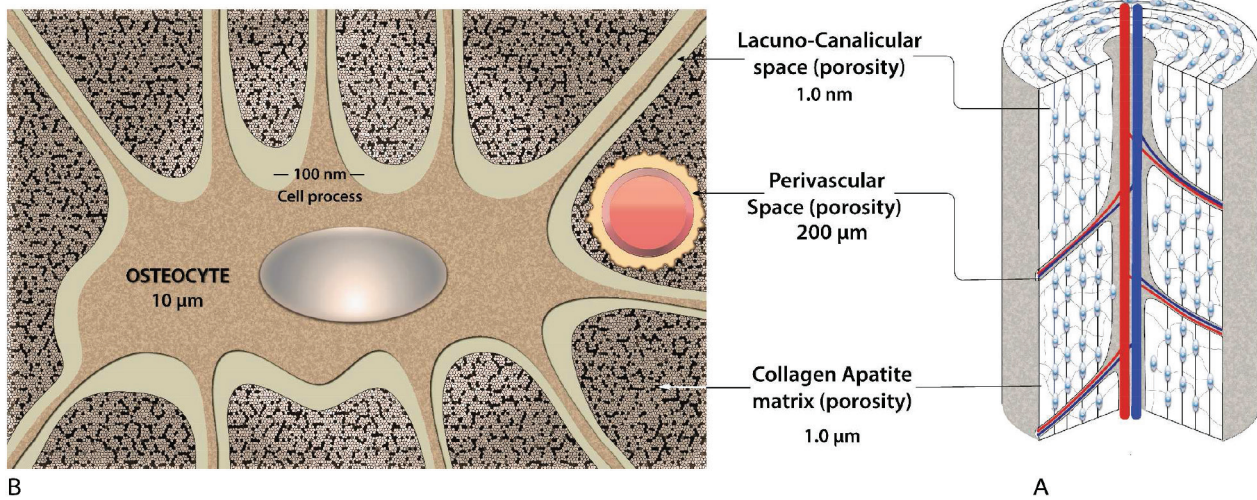 Lacuno-Canalicular
space (porosity)
1.0 nm
— 100 nm —
Cell process
Perivascular
Space (porosity)
200 µm
OSTEOCYTE
10 µm
Collagen Apatite
matrix (porosity)
1.0 µm
B
A